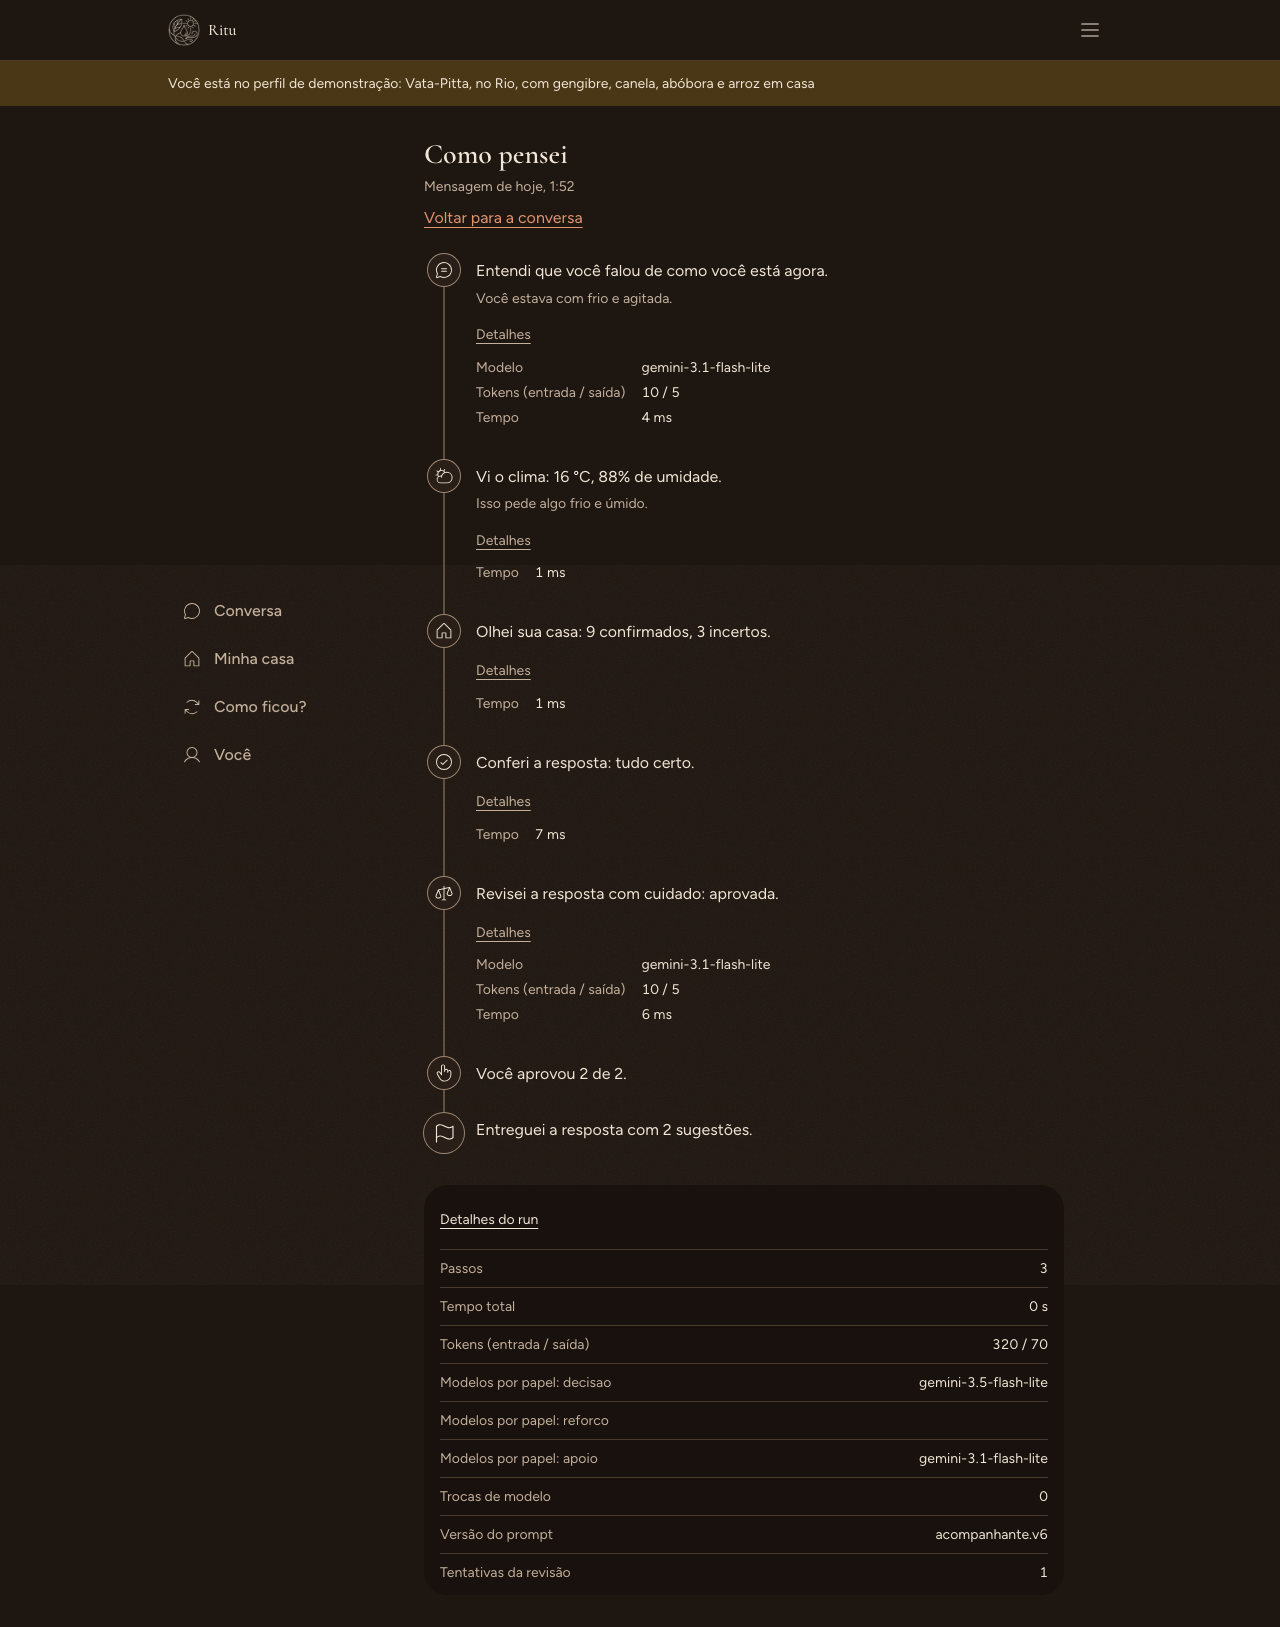 Ritu
Você está no perfil de demonstração: Vata-Pitta, no Rio, com gengibre, canela, abóbora e arroz em casa
Como pensei
Mensagem de hoje, 1:52
Voltar para a conversa
Entendi que você falou de como você está agora.
Você estava com frio e agitada.
Detalhes
Modelo gemini-3.1-flash-lite
Tokens (entrada / saída) 10 / 5
Tempo 4 ms
Vi o clima: 16 °C, 88% de umidade.
Isso pede algo frio e úmido.
Detalhes
Tempo 1 ms
Conversa
Minha casa
Como ficou?
Você
Olhei sua casa: 9 confirmados, 3 incertos.
Detalhes
Tempo 1 ms
Conferi a resposta: tudo certo.
Detalhes
Tempo 7 ms
Revisei a resposta com cuidado: aprovada.
Detalhes
Modelo gemini-3.1-flash-lite
Tokens (entrada / saída) 10 / 5
Tempo 6 ms
Você aprovou 2 de 2.
Entreguei a resposta com 2 sugestões.
Detalhes do run
Passos 3
Tempo total 0 s
Tokens (entrada / saída) 320 / 70
Modelos por papel: decisao gemini-3.5-flash-lite
Modelos por papel: reforco
Modelos por papel: apoio gemini-3.1-flash-lite
Trocas de modelo 0
Versão do prompt acompanhante.v6
Tentativas da revisão 1